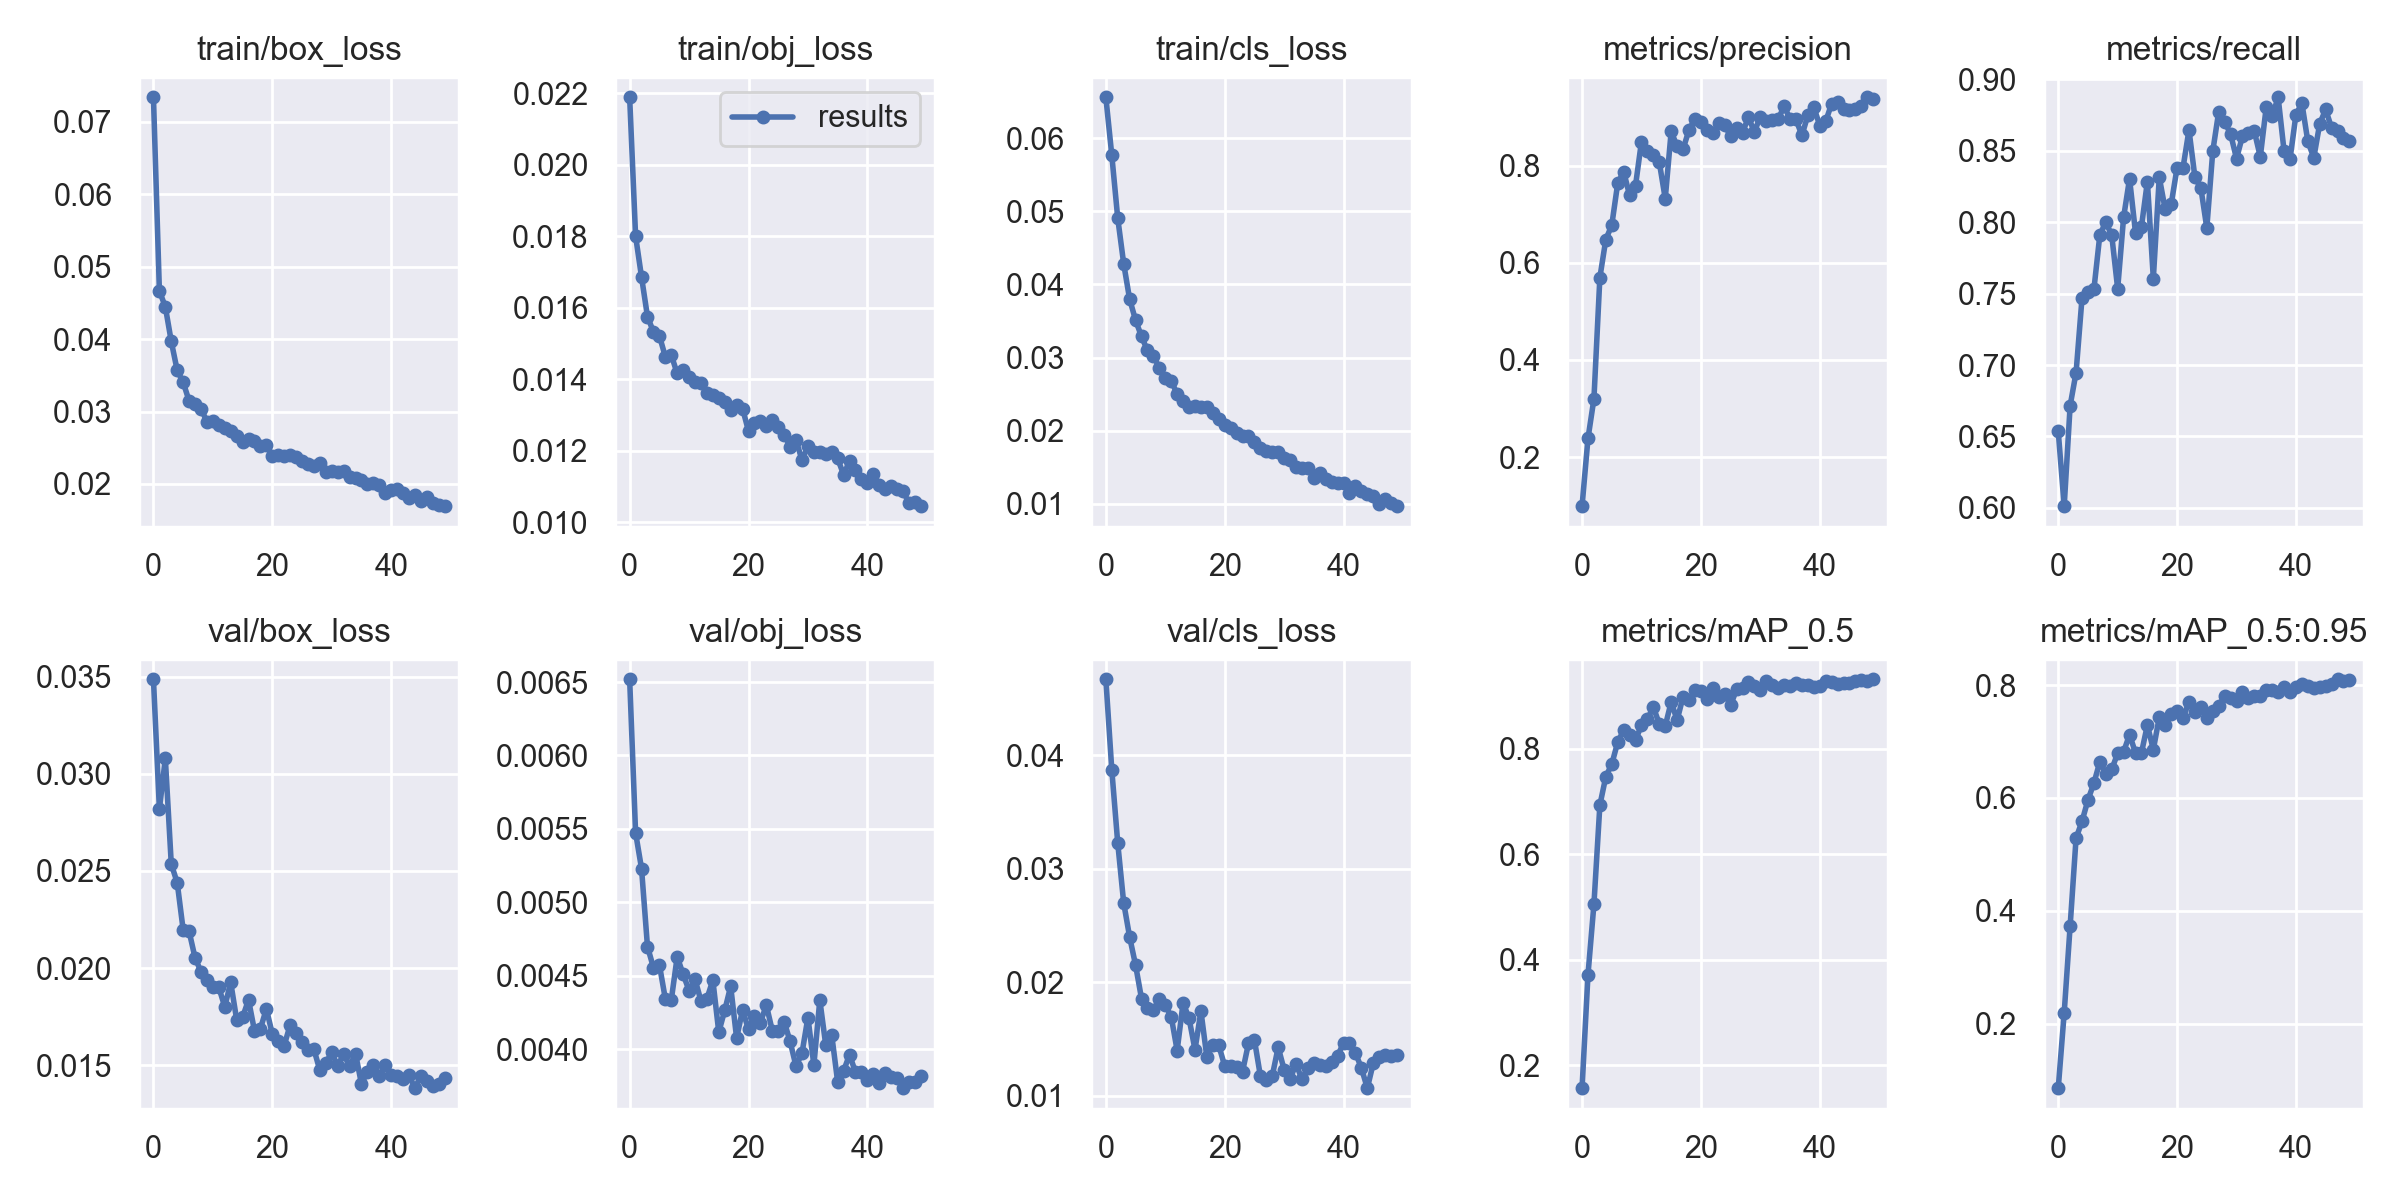 train/box_loss
0.07
0.06
0.05
0.04
0.03
0.02
0 20 40
train/obj_loss
results
0.022
0.020
0.018
0.016
0.014
0.012
0.010
0 20 40
train/cls_loss
0.06
0.05
0.04
0.03
0.02
0.01
0 20 40
metrics/precision
0.8
0.6
0.4
0.2
0 20 40
metrics/recall
0.90
0.85
0.80
0.75
0.70
0.65
0.60
0 20 40
val/box_loss
0.035
0.030
0.025
0.020
0.015
0 20 40
val/obj_loss
0.0065
0.0060
0.0055
0.0050
0.0045
0.0040
0 20 40
val/cls_loss
0.04
0.03
0.02
0.01
0 20 40
metrics/mAP_0.5
0.8
0.6
0.4
0.2
0 20 40
metrics/mAP_0.5:0.95
0.8
0.6
0.4
0.2
0 20 40